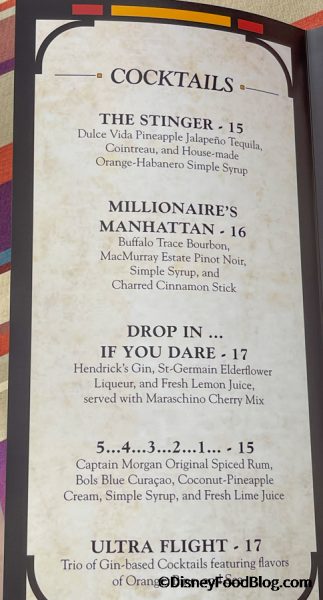 COCKTAILS
THE STINGER - 15
Dulce Vida Pineapple Jalapeño Tequila,
Cointreau, and House-made
Orange-Habanero Simple Syrup
MILLIONAIRE'S
MANHATTAN - 16
Buffalo Trace Bourbon,
MacMurray Estate Pinot Noir,
Simple Syrup, and
Charred Cinnamon Stick
DROP IN ...
IF YOU DARE - 17
Hendrick's Gin, St-Germain Elderflower
Liqueur, and Fresh Lemon Juice,
served with Maraschino Cherry Mix
5...4...3...2...1... - 15
Captain Morgan Original Spiced Rum,
Bols Blue Curaçao, Coconut-Pineapple
Cream, Simple Syrup, and Fresh Lime Juice
ULTRA FLIGHT - 17
Trio of Gin-based Cocktails featuring flavors
of Orange
©DisneyFoodBlog.com